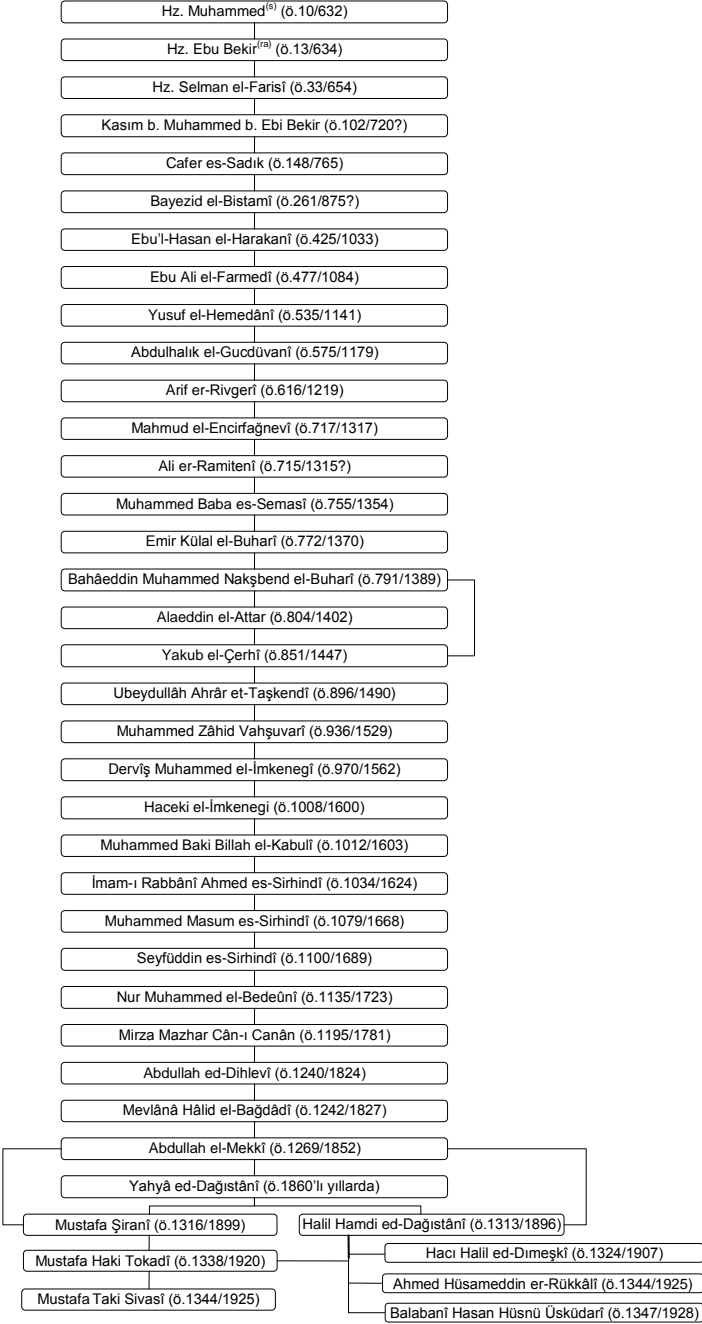 Hz. Muhammed(s) (ö.10/632)
Hz. Ebu Bekir(ra) (ö.13/634)
Hz. Selman el-Farisî (ö.33/654)
Kasım b. Muhammed b. Ebi Bekir (ö.102/720?)
Cafer es-Sadık (ö.148/765)
Bayezid el-Bistamî (ö.261/875?)
Ebu'l-Hasan el-Harakanî (ö.425/1033)
Ebu Ali el-Farmedî (ö.477/1084)
Yusuf el-Hemedânî (ö.535/1141)
Abdulhalık el-Gucdüvanî (ö.575/1179)
Arif er-Rivgerî (ö.616/1219)
Mahmud el-Encirfağnevî (ö.717/1317)
Ali er-Ramitenî (ö.715/1315?)
Muhammed Baba es-Semasî (ö.755/1354)
Emir Külal el-Buharî (ö.772/1370)
Bahâeddin Muhammed Nakşbend el-Buharî (ö.791/1389)
Alaeddin el-Attar (ö.804/1402)
Yakub el-Çerhî (ö.851/1447)
Ubeydullâh Ahrâr et-Taşkendî (ö.896/1490)
Muhammed Zâhid Vahşuvarî (ö.936/1529)
Dervîş Muhammed el-İmkenegî (ö.970/1562)
Haceki el-İmkenegi (ö.1008/1600)
Muhammed Baki Billah el-Kabulî (ö.1012/1603)
İmam-ı Rabbânî Ahmed es-Sirhindî (ö.1034/1624)
Muhammed Masum es-Sirhindî (ö.1079/1668)
Seyfüddin es-Sirhindî (ö.1100/1689)
Nur Muhammed el-Bedeûnî (ö.1135/1723)
Mirza Mazhar Cân-ı Canân (ö.1195/1781)
Abdullah ed-Dihlevî (ö.1240/1824)
Mevlânâ Hâlid el-Bağdâdî (ö.1242/1827)
Abdullah el-Mekkî (ö.1269/1852)
Yahyâ ed-Dağıstânî (ö.1860'lı yıllarda)
Mustafa Şiranî (ö.1316/1899)
Halil Hamdi ed-Dağıstânî (ö.1313/1896)
Mustafa Haki Tokadî (ö.1338/1920)
Hacı Halil ed-Dımeşkî (ö.1324/1907)
Ahmed Hüsameddin er-Rükkâlî (ö.1344/1925)
Mustafa Taki Sivasî (ö.1344/1925)
Balabanî Hasan Hüsnü Üsküdarî (ö.1347/1928)